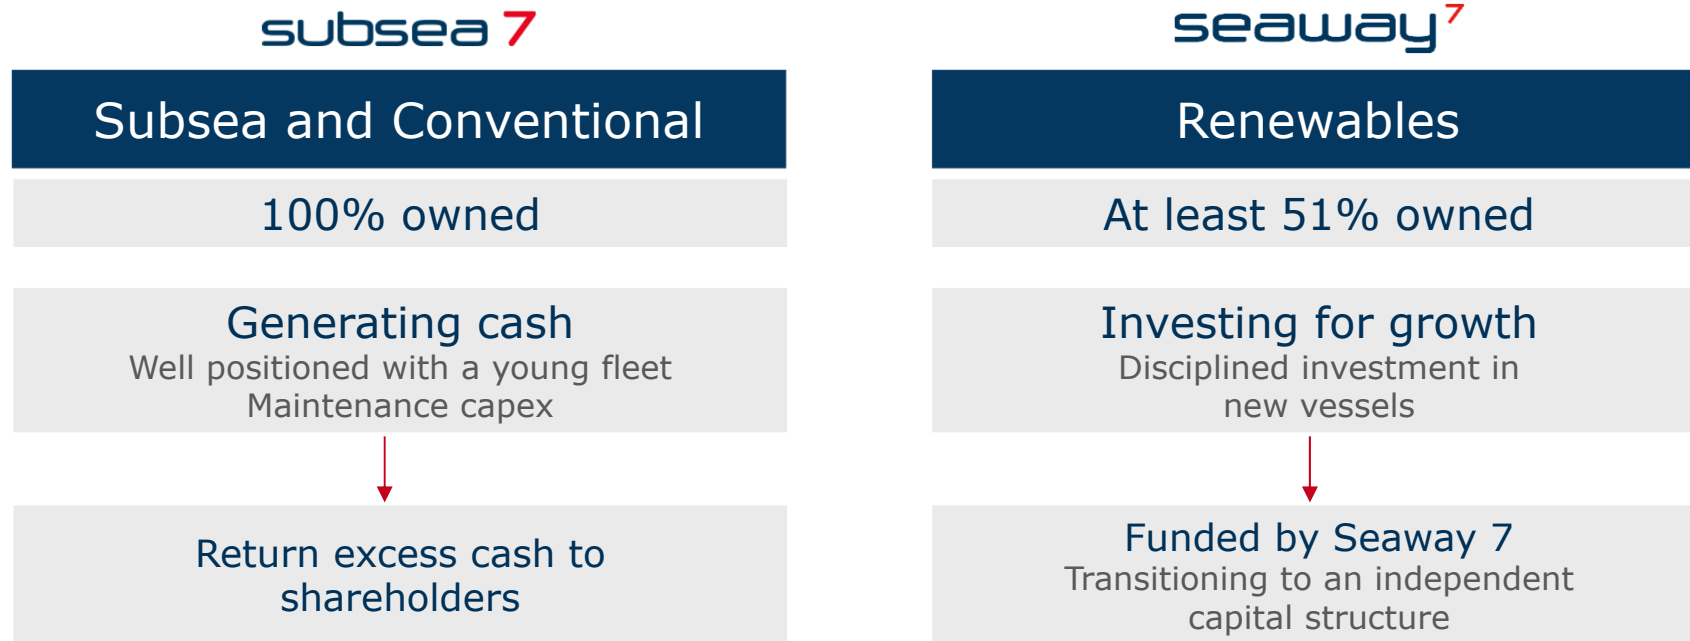 subsea 7
Subsea and Conventional
100% owned
Generating cash
Well positioned with a young fleet
Maintenance capex
Return excess cash to
shareholders
seaway7
Renewables
At least 51% owned
Investing for growth
Disciplined investment in
new vessels
Funded by Seaway 7
Transitioning to an independent
capital structure